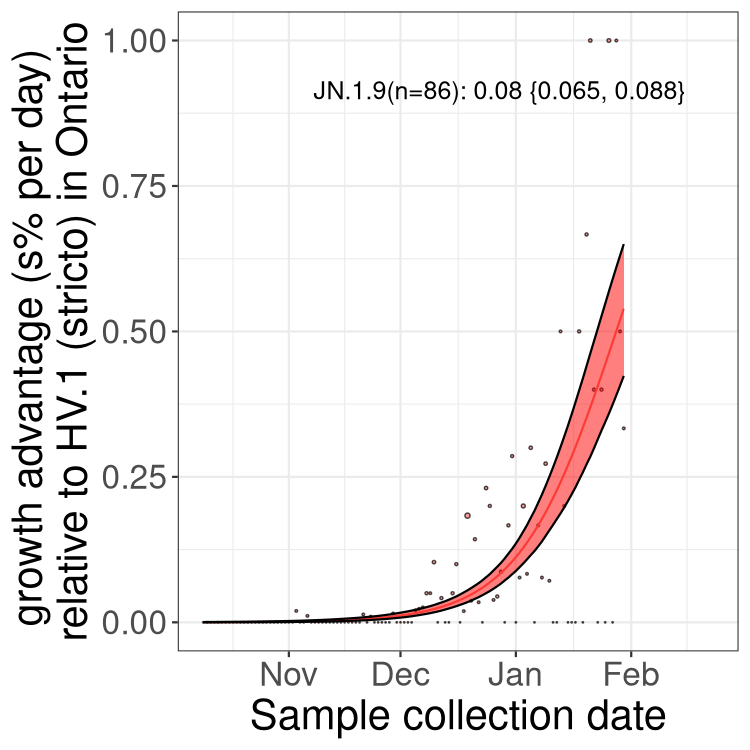 growth advantage (s% per day)
relative to HV.1 (stricto) in Ontario
1.00
0.75
0.50
0.25
0.00
JN.1.9(n=86): 0.08 {0.065, 0.088}
Nov Dec Jan Feb
Sample collection date